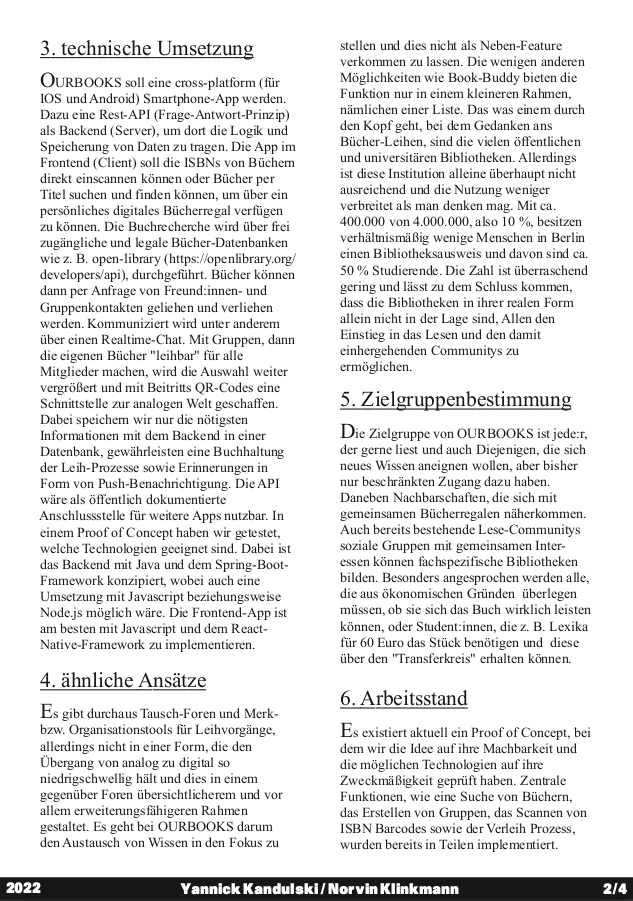 3. technische Umsetzung
OURBOOKS soll eine cross-platform (für
IOS und Android) Smartphone-App werden.
Dazu eine Rest-API (Frage-Antwort-Prinzip)
als Backend (Server), um dort die Logik und
Speicherung von Daten zu tragen. Die App im
Frontend (Client) soll die ISBNs von Büchern
direkt einscannen können oder Bücher per
Titel suchen und finden können, um über ein
persönliches digitales Bücherregal verfügen
zu können. Die Buchrecherche wird über frei
zugängliche und legale Bücher-Datenbanken
wie z. B. open-library (https://openlibrary.org/
developers/api), durchgeführt. Bücher können
dann per Anfrage von Freund:innen- und
Gruppenkontakten geliehen und verliehen
werden. Kommuniziert wird unter anderem
über einen Realtime-Chat. Mit Gruppen, dann
die eigenen Bücher "leihbar" für alle
Mitglieder machen, wird die Auswahl weiter
vergrößert und mit Beitritts QR-Codes eine
Schnittstelle zur analogen Welt geschaffen.
Dabei speichern wir nur die nötigsten
Informationen mit dem Backend in einer
Datenbank, gewährleisten eine Buchhaltung
der Leih-Prozesse sowie Erinnerungen in
Form von Push-Benachrichtigung. Die API
wäre als öffentlich dokumentierte
Anschlussstelle für weitere Apps nutzbar. In
einem Proof of Concept haben wir getestet,
welche Technologien geeignet sind. Dabei ist
das Backend mit Java und dem Spring-Boot-
Framework konzipiert, wobei auch eine
Umsetzung mit Javascript beziehungsweise
Node.js möglich wäre. Die Frontend-App ist
am besten mit Javascript und dem React-
Native-Framework zu implementieren.
4. ähnliche Ansätze
Es gibt durchaus Tausch-Foren und Merk-
bzw. Organisationstools für Leihvorgänge,
allerdings nicht in einer Form, die den
Übergang von analog zu digital so
niedrigschwellig hält und dies in einem
gegenüber Foren übersichtlicherem und vor
allem erweiterungsfähigeren Rahmen
gestaltet. Es geht bei OURBOOKS darum
den Austausch von Wissen in den Fokus zu
stellen und dies nicht als Neben-Feature
verkommen zu lassen. Die wenigen anderen
Möglichkeiten wie Book-Buddy bieten die
Funktion nur in einem kleineren Rahmen,
nämlichen einer Liste. Das was einem durch
den Kopf geht, bei dem Gedanken ans
Bücher-Leihen, sind die vielen öffentlichen
und universitären Bibliotheken. Allerdings
ist diese Institution alleine überhaupt nicht
ausreichend und die Nutzung weniger
verbreitet als man denken mag. Mit ca.
400.000 von 4.000.000, also 10 %, besitzen
verhältnismäßig wenige Menschen in Berlin
einen Bibliotheksausweis und davon sind ca.
50 % Studierende. Die Zahl ist überraschend
gering und lässt zu dem Schluss kommen,
dass die Bibliotheken in ihrer realen Form
allein nicht in der Lage sind, Allen den
Einstieg in das Lesen und den damit
einhergehenden Communitys zu
ermöglichen.
5. Zielgruppenbestimmung
Die Zielgruppe von OURBOOKS ist jede:r,
der gerne liest und auch Diejenigen, die sich
neues Wissen aneignen wollen, aber bisher
nur beschränkten Zugang dazu haben.
Daneben Nachbarschaften, die sich mit
gemeinsamen Bücherregalen näherkommen.
Auch bereits bestehende Lese-Communitys
soziale Gruppen mit gemeinsamen Inter-
essen können fachspezifische Bibliotheken
bilden. Besonders angesprochen werden alle,
die aus ökonomischen Gründen überlegen
müssen, ob sie sich das Buch wirklich leisten
können, oder Student:innen, die z. B. Lexika
für 60 Euro das Stück benötigen und diese
über den "Transferkreis" erhalten können.
6. Arbeitsstand
Es existiert aktuell ein Proof of Concept, bei
dem wir die Idee auf ihre Machbarkeit und
die möglichen Technologien auf ihre
Zweckmäßigkeit geprüft haben. Zentrale
Funktionen, wie eine Suche von Büchern,
das Erstellen von Gruppen, das Scannen von
ISBN Barcodes sowie der Verleih Prozess,
wurden bereits in Teilen implementiert.
2022 Yannick Kandulski / Norvin Klinkmann 2/4